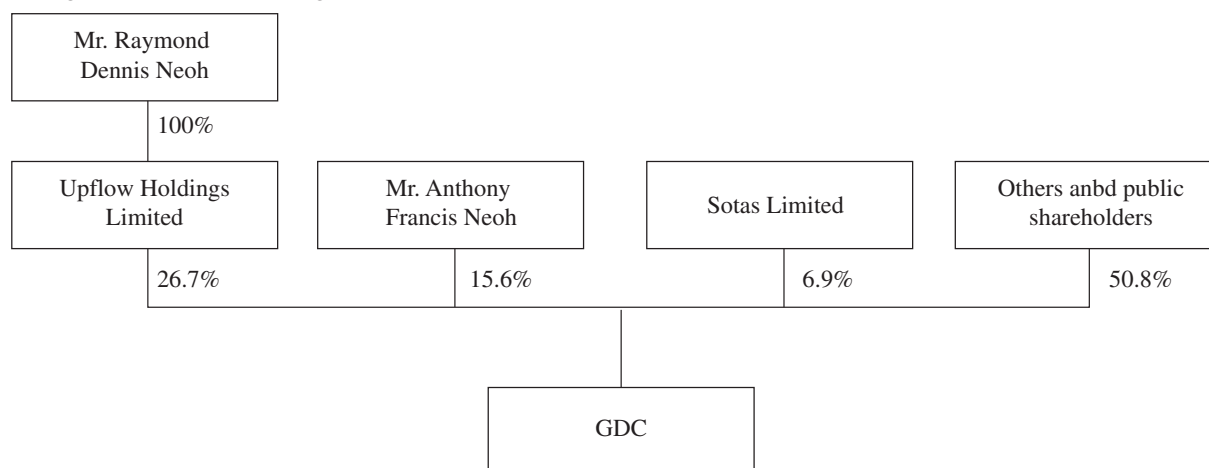 Mr. Raymond
Dennis Neoh
100%
Upflow Holdings
Limited
Mr. Anthony
Francis Neoh
Sotas Limited
Others anbd public
shareholders
26.7%
15.6%
6.9%
50.8%
GDC